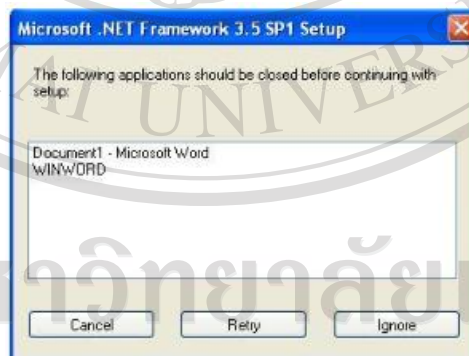 Microsoft .NET Framework 3.5 SP1 Setup
The following applications should be closed before continuing with
setup:
Document1 - Microsoft Word
WINWORD
Cancel Retry Ignore